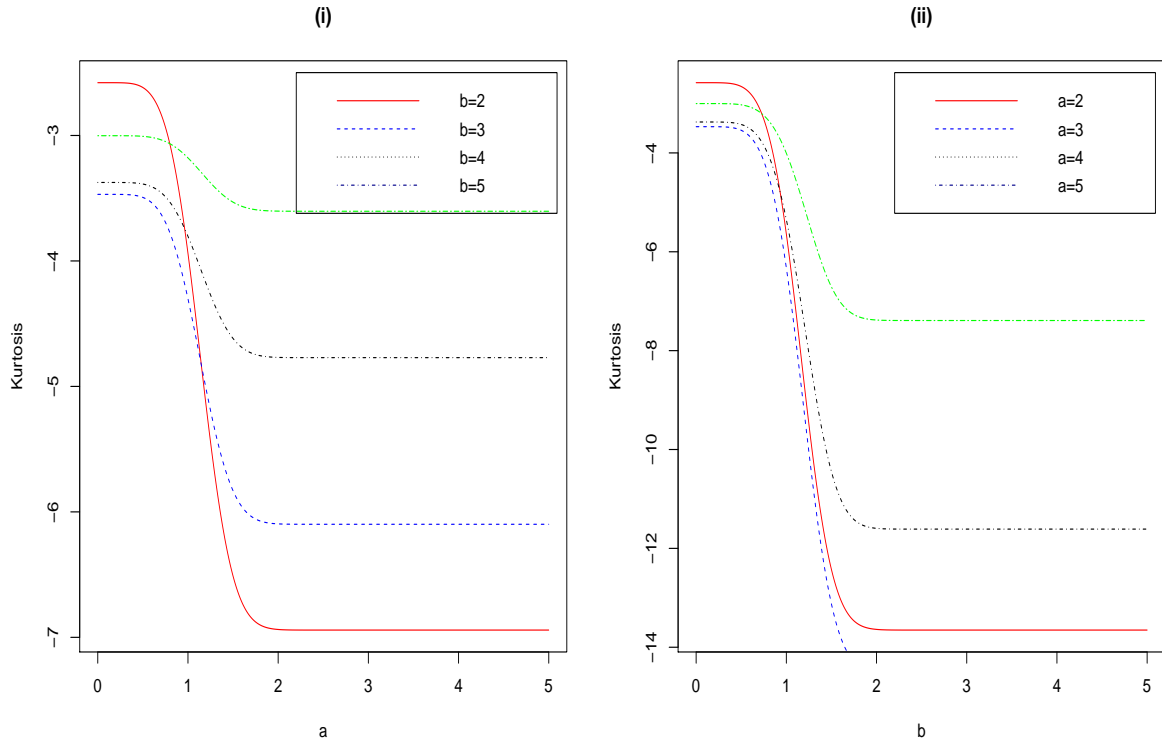 (i)
Kurtosis
-3
-4
-5
-6
-7
b=2
b=3
b=4
b=5
0 1 2 3 4 5
a
(ii)
Kurtosis
-4
-6
-8
-10
-12
-14
a=2
a=3
a=4
a=5
0 1 2 3 4 5
b